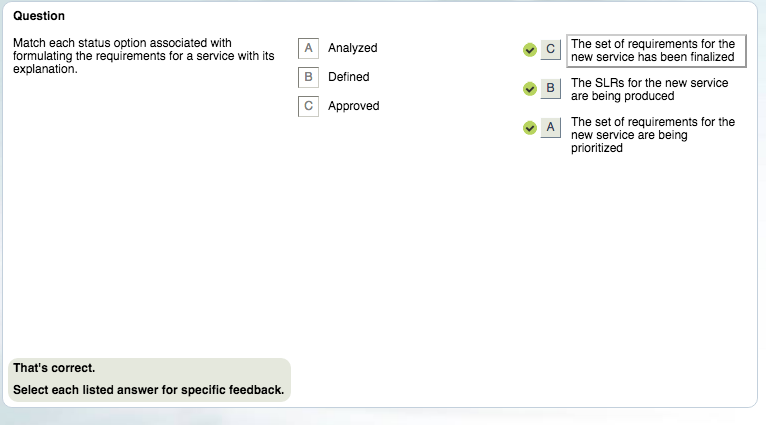 Question
Match each status option associated with
formulating the requirements for a service with its
explanation.
A Analyzed
B Defined
C Approved
C The set of requirements for the
new service has been finalized
B The SLRs for the new service
are being produced
A The set of requirements for the
new service are being
prioritized
That's correct.
Select each listed answer for specific feedback.